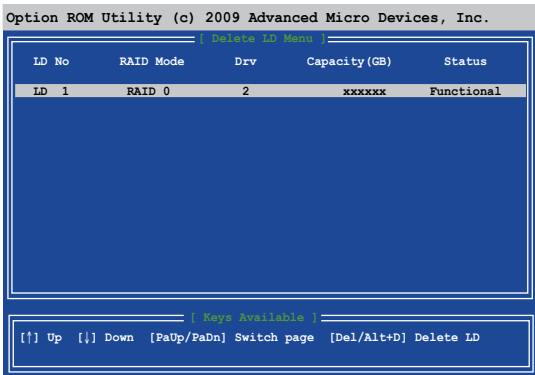 Option ROM Utility (c) 2009 Advanced Micro Devices, Inc.
[ Delete LD Menu ]
LD No RAID Mode Drv Capacity(GB) Status
LD 1 RAID 0 2 xxxxxx Functional
[ Keys Available ]
[↑] Up [↓] Down [PaUp/PaDn] Switch page [Del/Alt+D] Delete LD